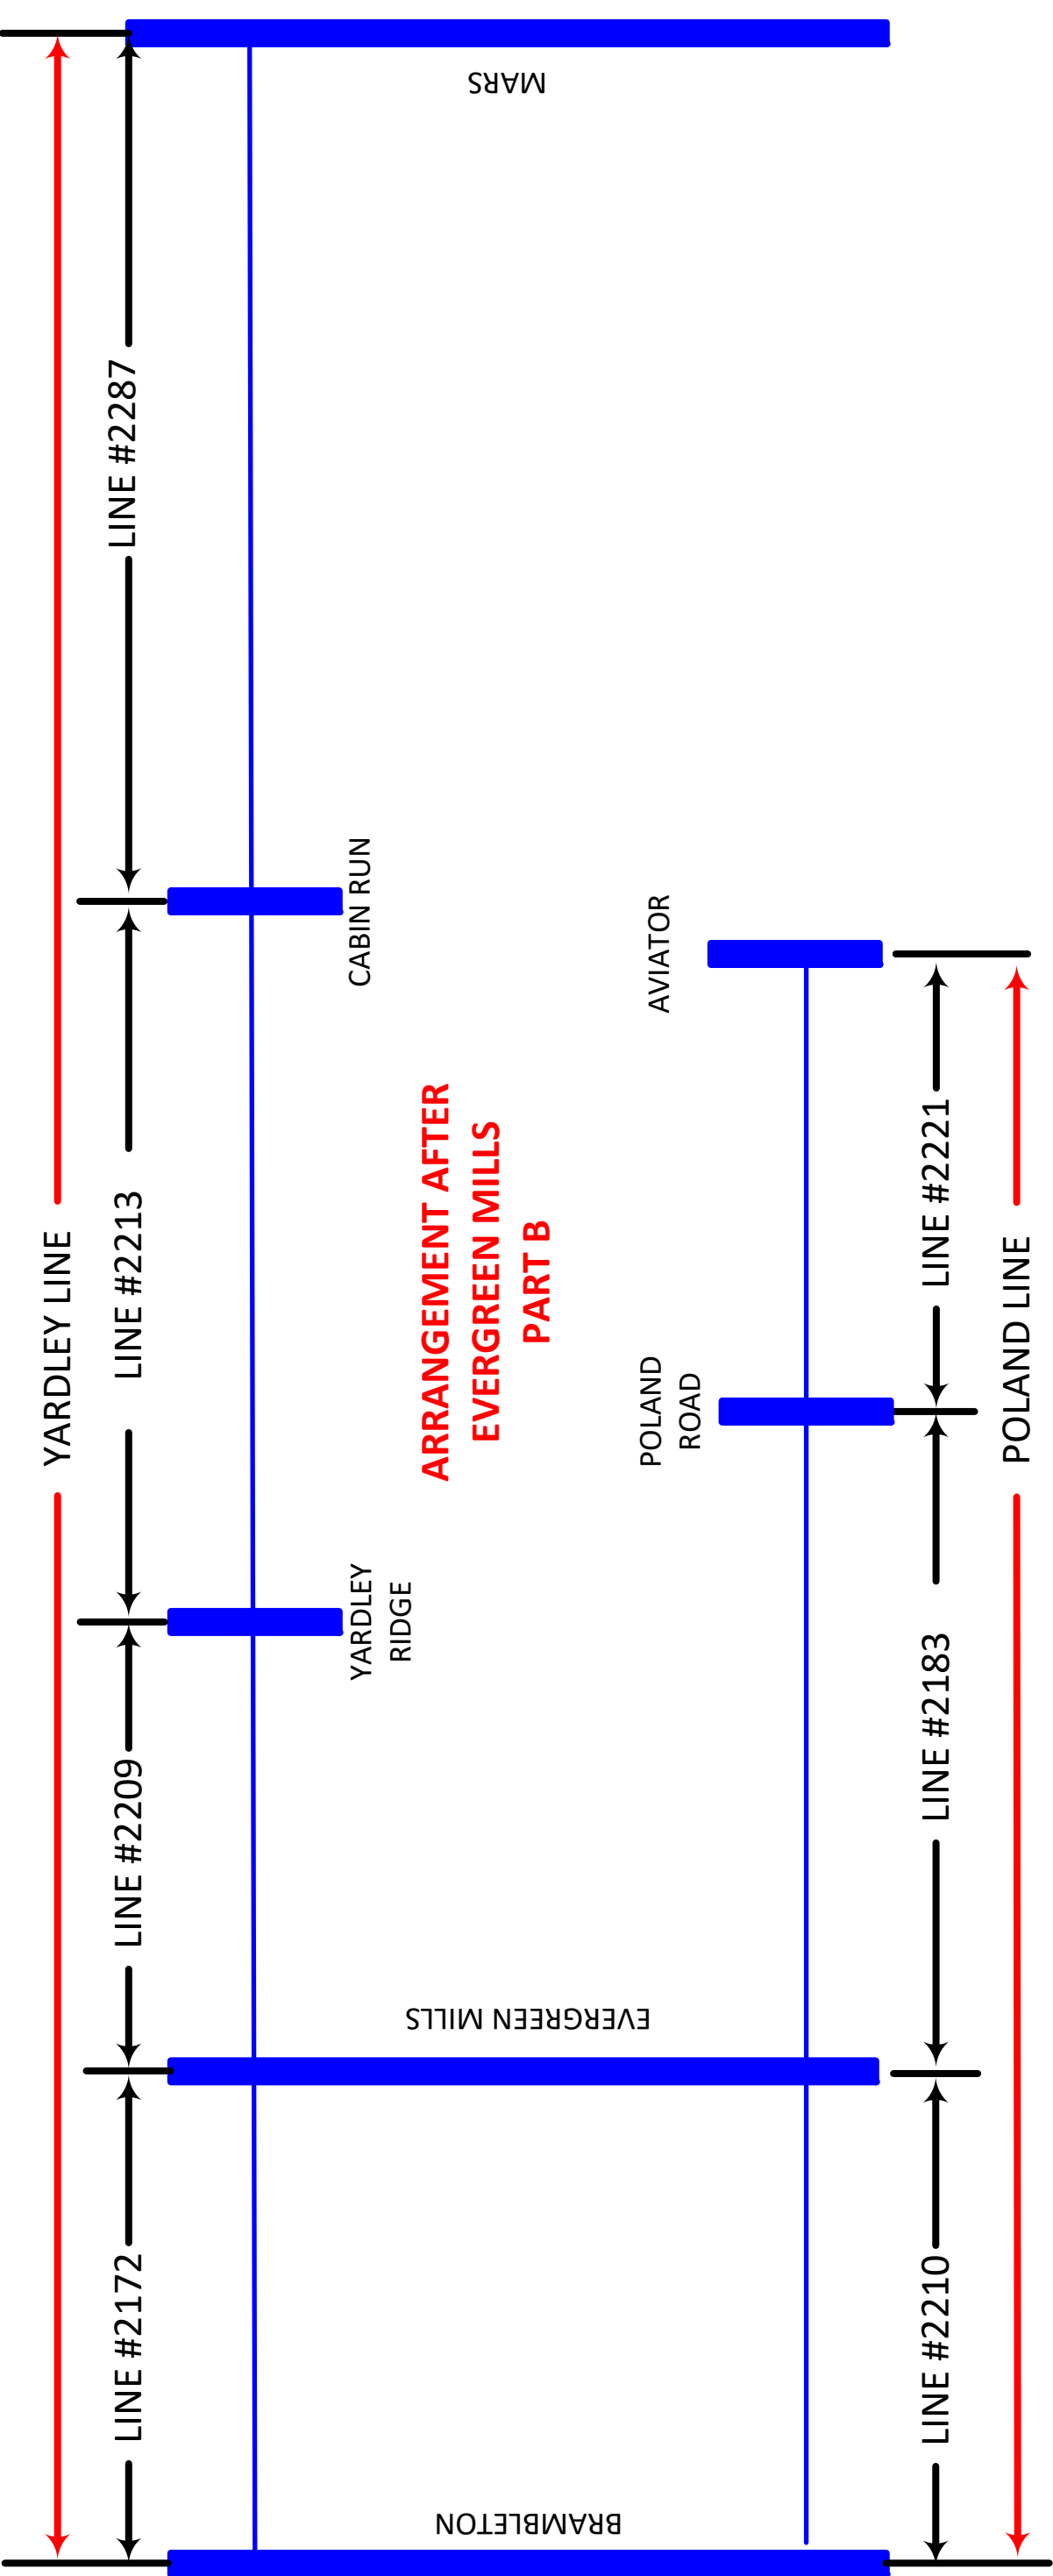 YARDLEY LINE
LINE #2172
LINE #2209
LINE #2213
LINE #2287
BRAMBLETON
EVERGREEN MILLS
YARDLEY
RIDGE
CABIN RUN
MARS
ARRANGEMENT AFTER
EVERGREEN MILLS
PART B
POLAND
ROAD
AVIATOR
LINE #2210
LINE #2183
LINE #2221
POLAND LINE